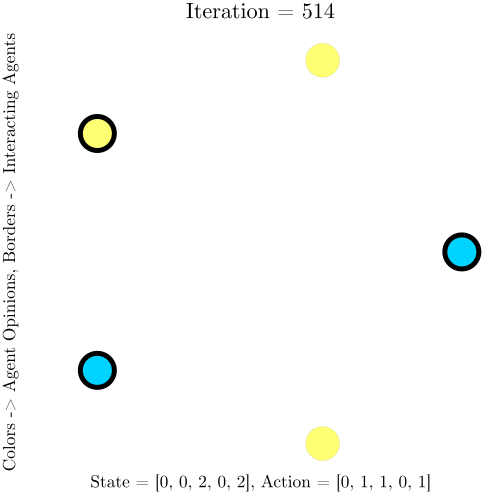 Iteration = 514
Colors -> Agent Opinions, Borders -> Interacting Agents
State = [0, 0, 2, 0, 2], Action = [0, 1, 1, 0, 1]